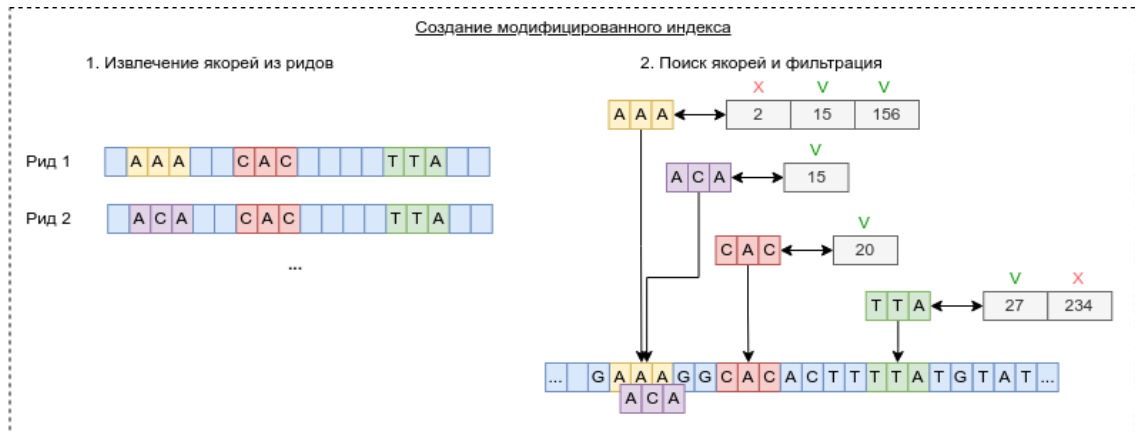 Создание модифицированного индекса
1. Извлечение якорей из ридов
Рид 1
A A A C A C T T A
Рид 2
A C A C A C T T A
...
2. Поиск якорей и фильтрация
X V V
A A A 2 15 156
V
A C A 15
V
C A C 20
V X
T T A 27 234
... G A A A G G C A C A C T T T T A T G T A T ...
A C A